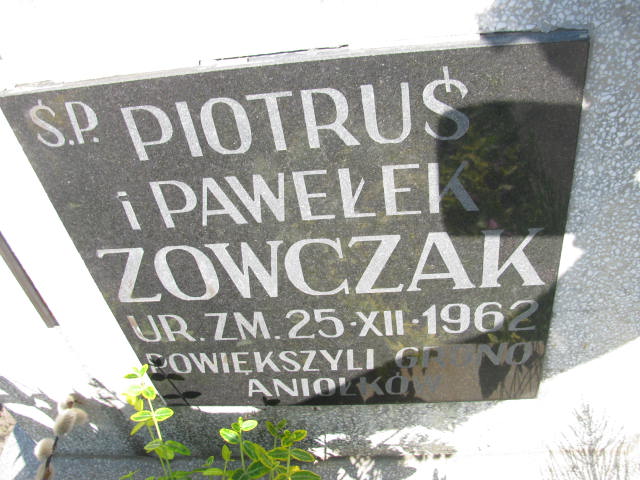 Ś.P. PIOTRUŚ
i PAWEŁEK
ZOWCZAK
UR. ZM. 25·XII·1962
POWIĘKSZYLI GRONO
ANIOŁKÓW